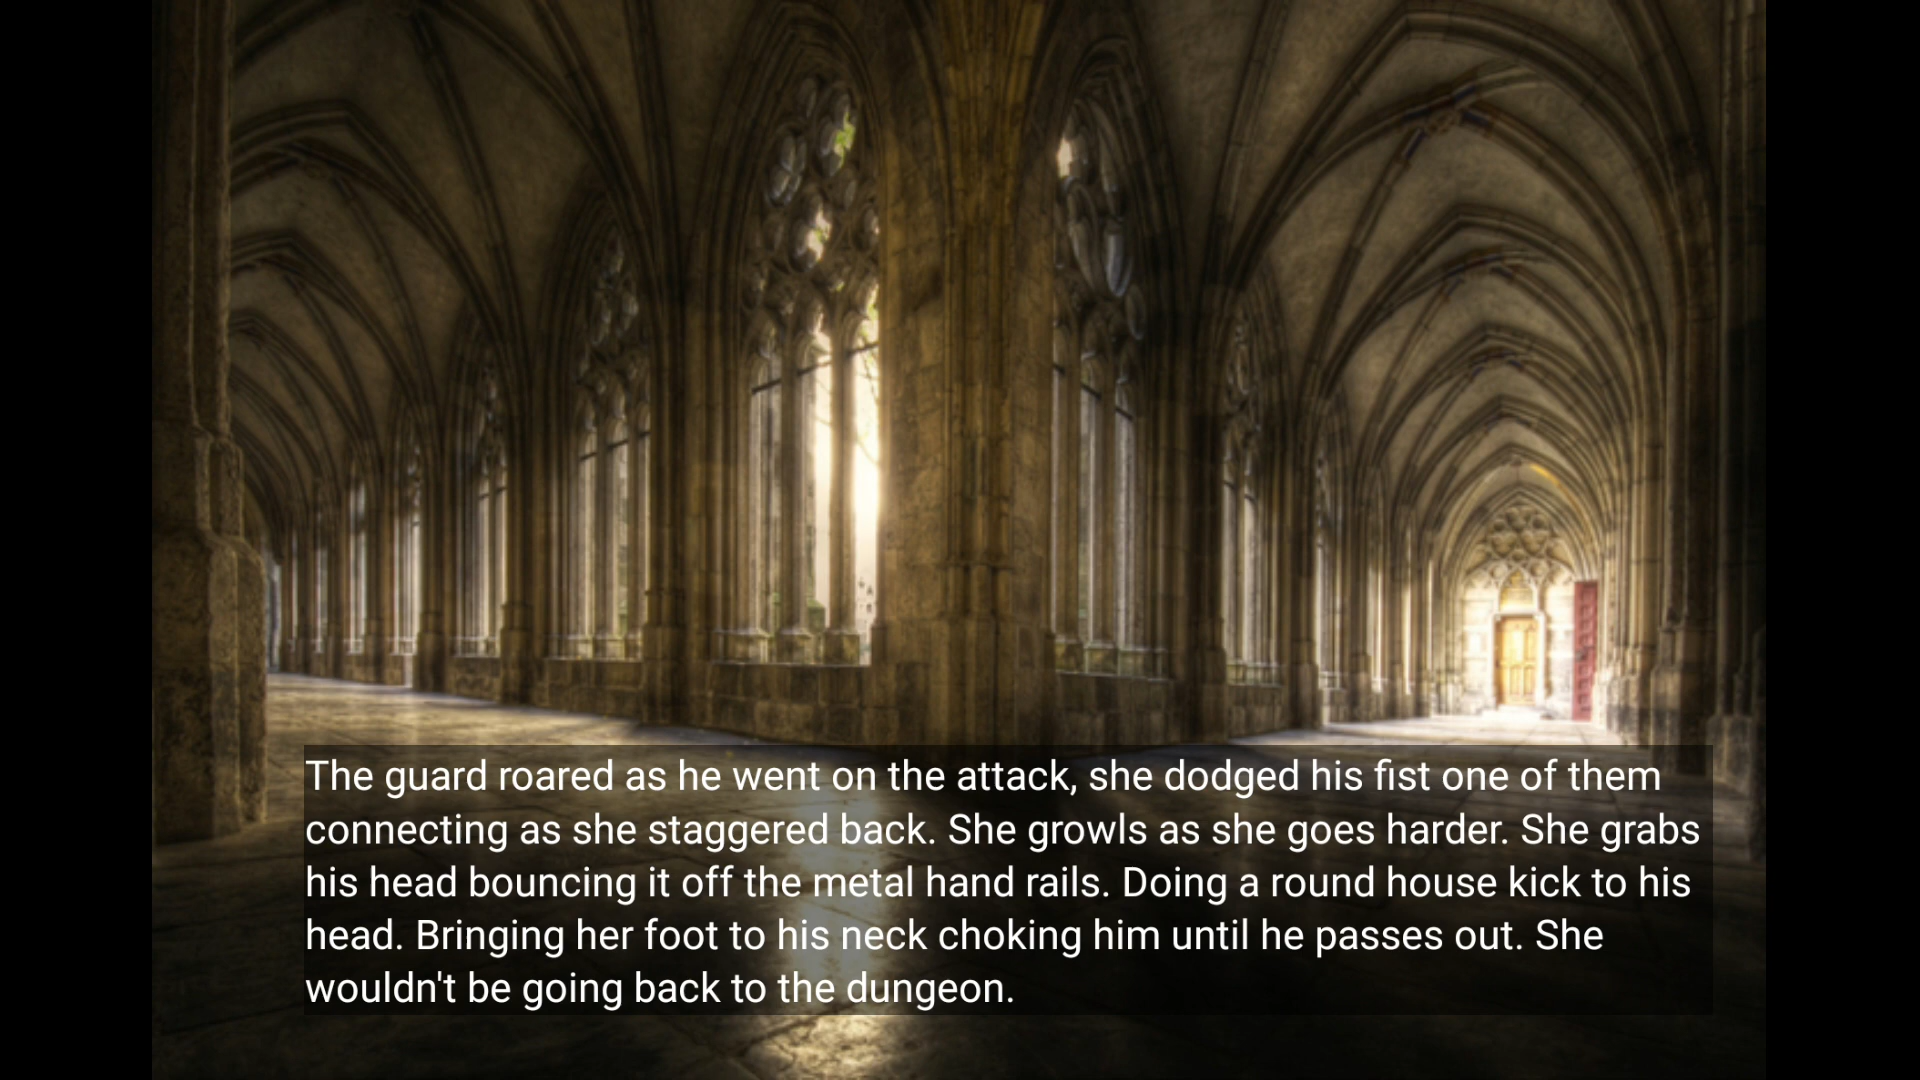 The guard roared as he went on the attack, she dodged his fist one of them
connecting as she staggered back. She growls as she goes harder. She grabs
his head bouncing it off the metal hand rails. Doing a round house kick to his
head. Bringing her foot to his neck choking him until he passes out. She
wouldn't be going back to the dungeon.